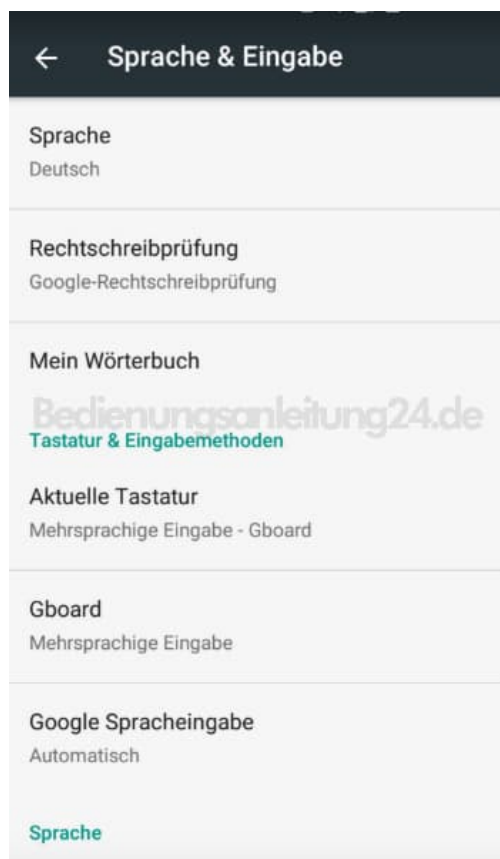 Sprache & Eingabe
Sprache
Deutsch
Rechtschreibprüfung
Google-Rechtschreibprüfung
Mein Wörterbuch
Bedienungsanleitung24.de
Tastatur & Eingabemethoden
Aktuelle Tastatur
Mehrsprachige Eingabe - Gboard
Gboard
Mehrsprachige Eingabe
Google Spracheingabe
Automatisch
Sprache